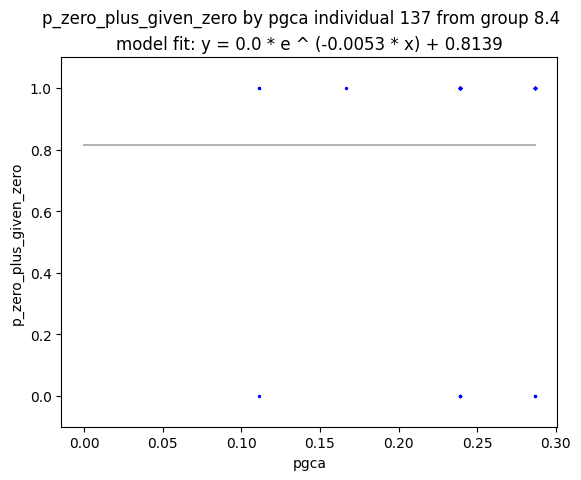 p_zero_plus_given_zero by pgca individual 137 from group 8.4
model fit: y = 0.0 * e ^ (-0.0053 * x) + 0.8139
1.0
0.8
0.6
0.4
0.2
0.0
p_zero_plus_given_zero
0.00 0.05 0.10 0.15 0.20 0.25 0.30
pgca